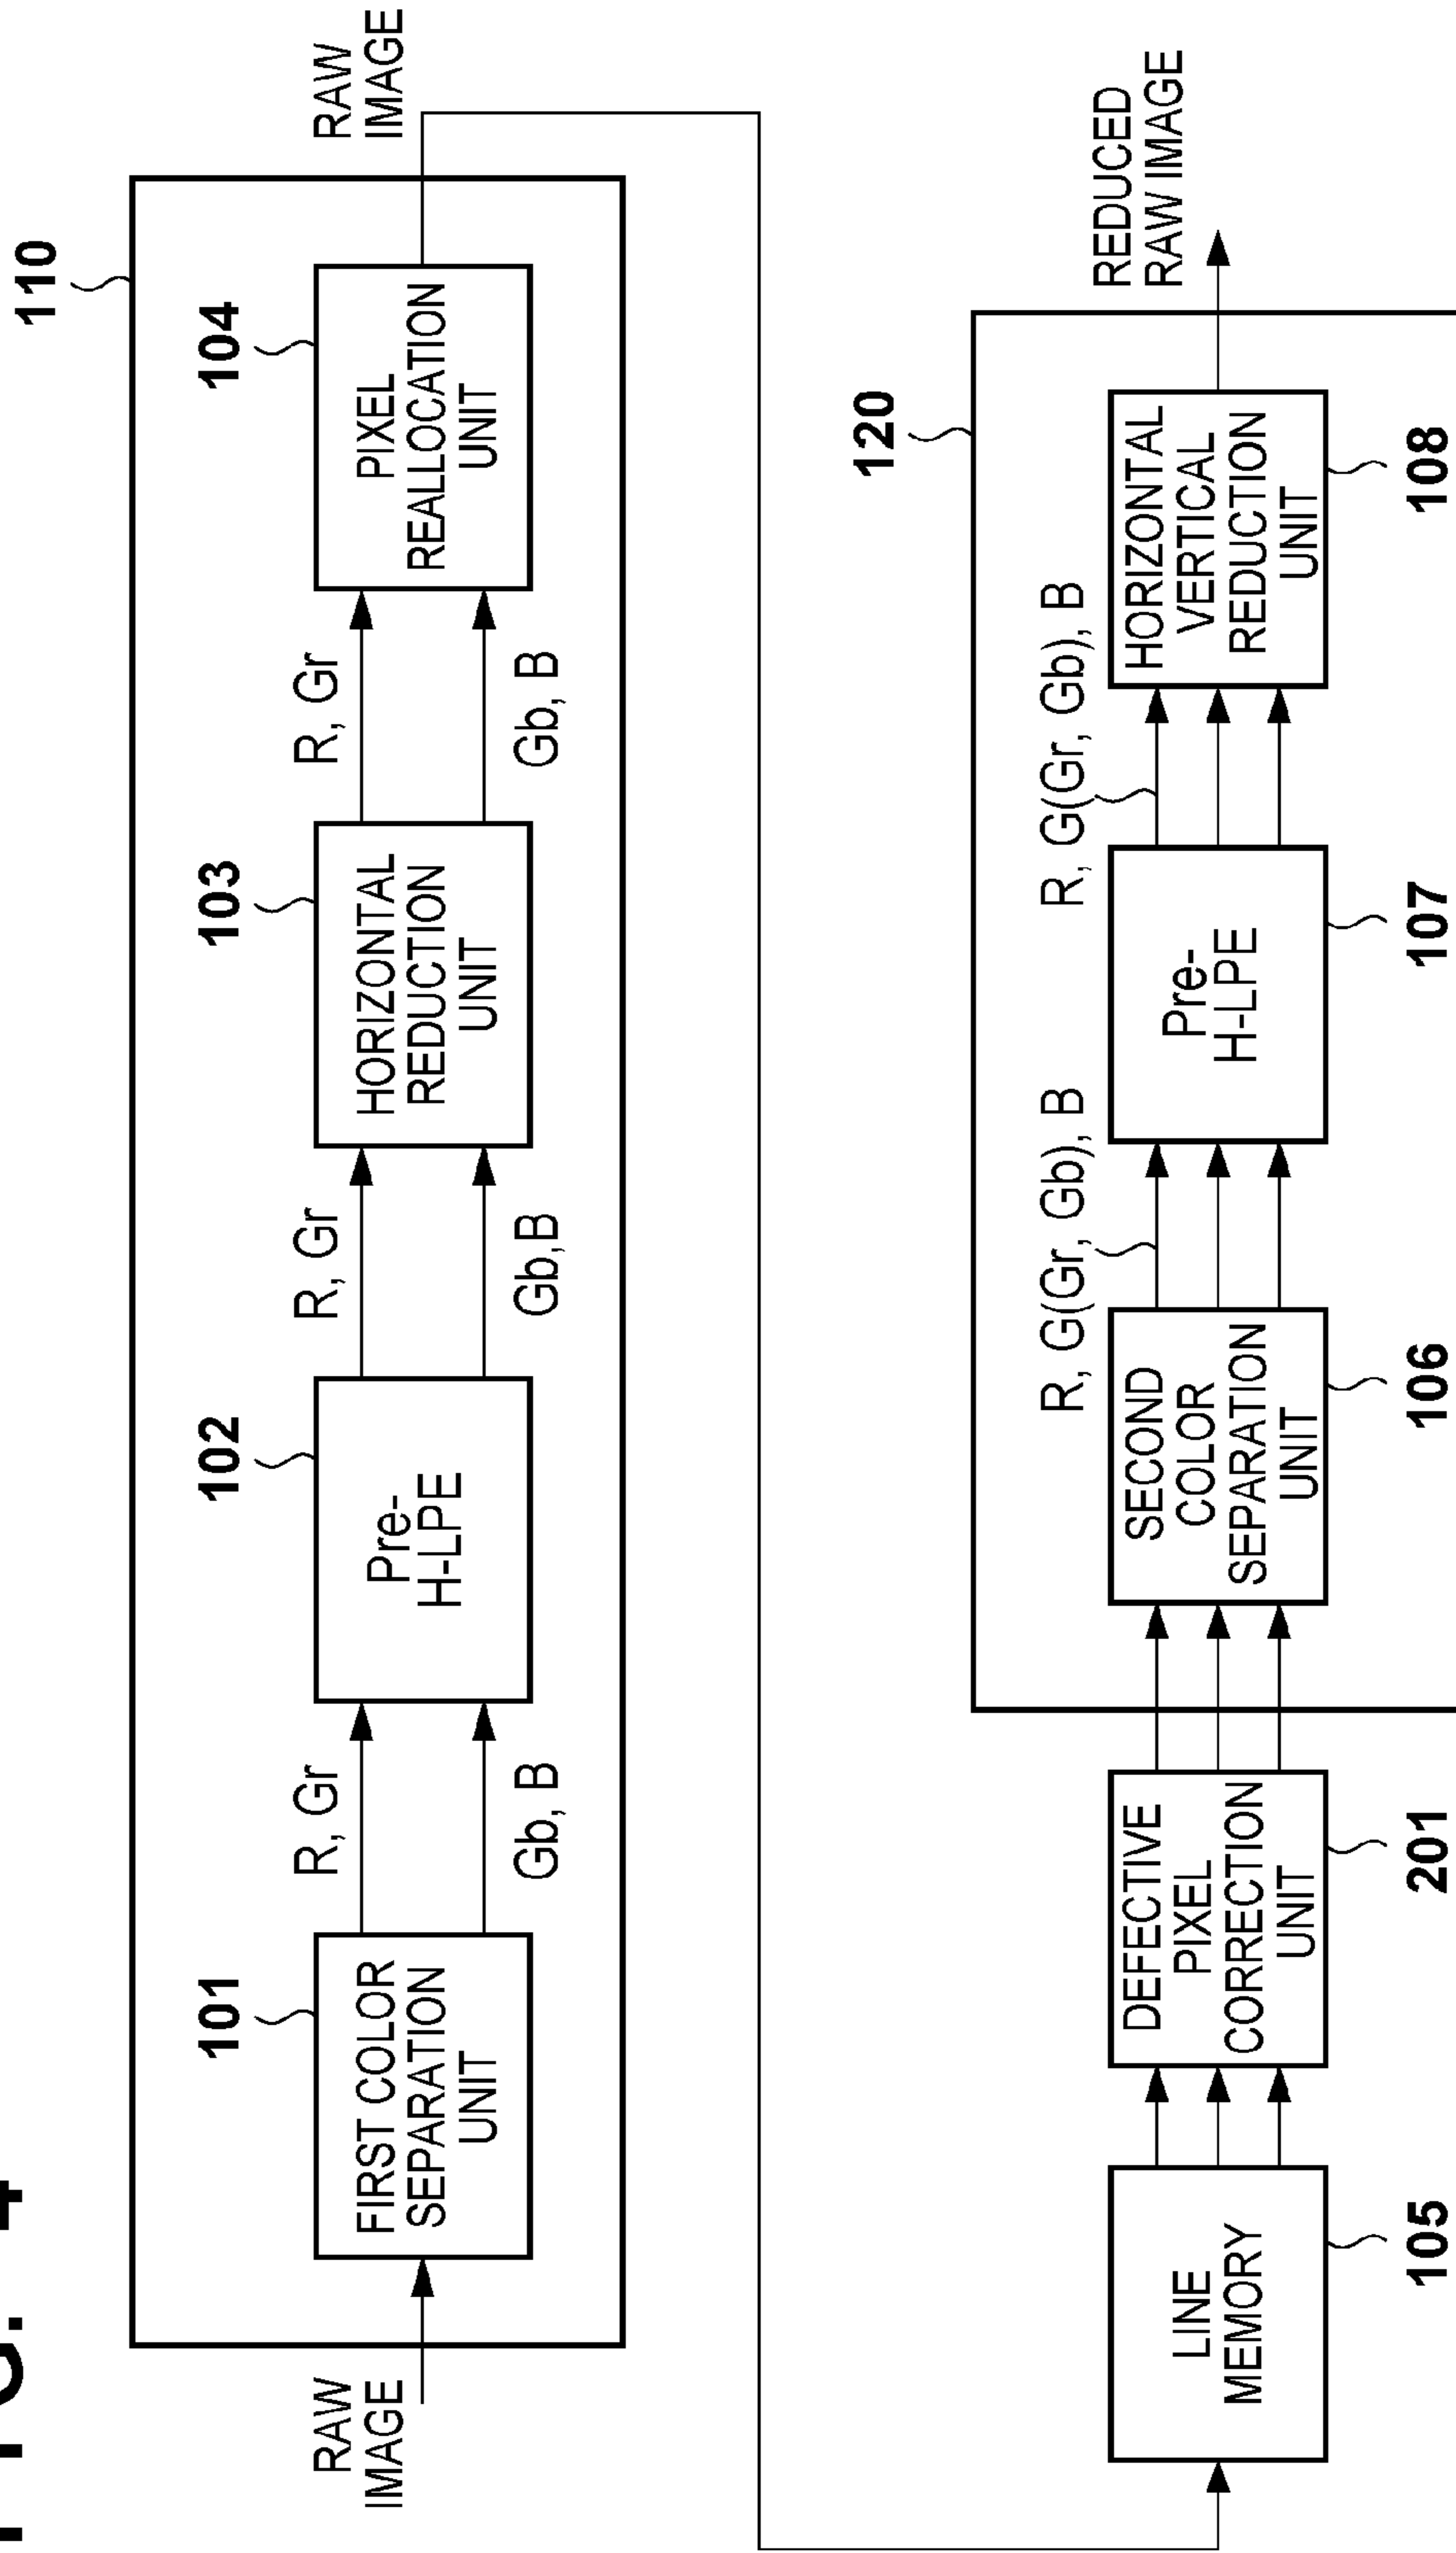 FIG. 4
110
RAW
IMAGE
101
FIRST COLOR
SEPARATION
UNIT
R, Gr
Gb, B
102
Pre-
H-LPE
R, Gr
Gb,B
103
HORIZONTAL
REDUCTION
UNIT
R, Gr
Gb, B
104
PIXEL
REALLOCATION
UNIT
RAW
IMAGE
LINE
MEMORY
105
DEFECTIVE
PIXEL
CORRECTION
UNIT
201
120
SECOND
COLOR
SEPARATION
UNIT
106
R, G(Gr, Gb), B
Pre-
H-LPE
107
R, G(Gr, Gb), B
HORIZONTAL
VERTICAL
REDUCTION
UNIT
108
REDUCED
RAW IMAGE